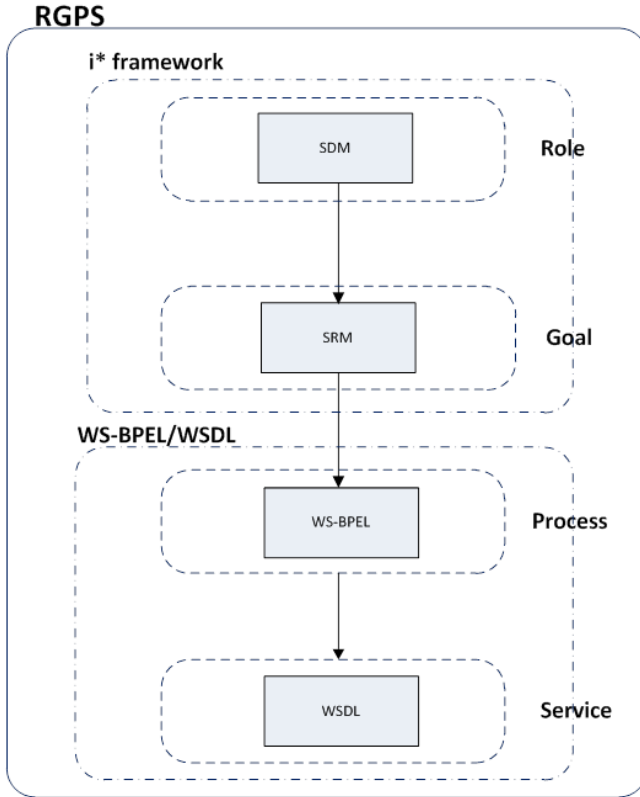 RGPS
i* framework
SDM
Role
SRM
Goal
WS-BPEL/WSDL
WS-BPEL
Process
WSDL
Service